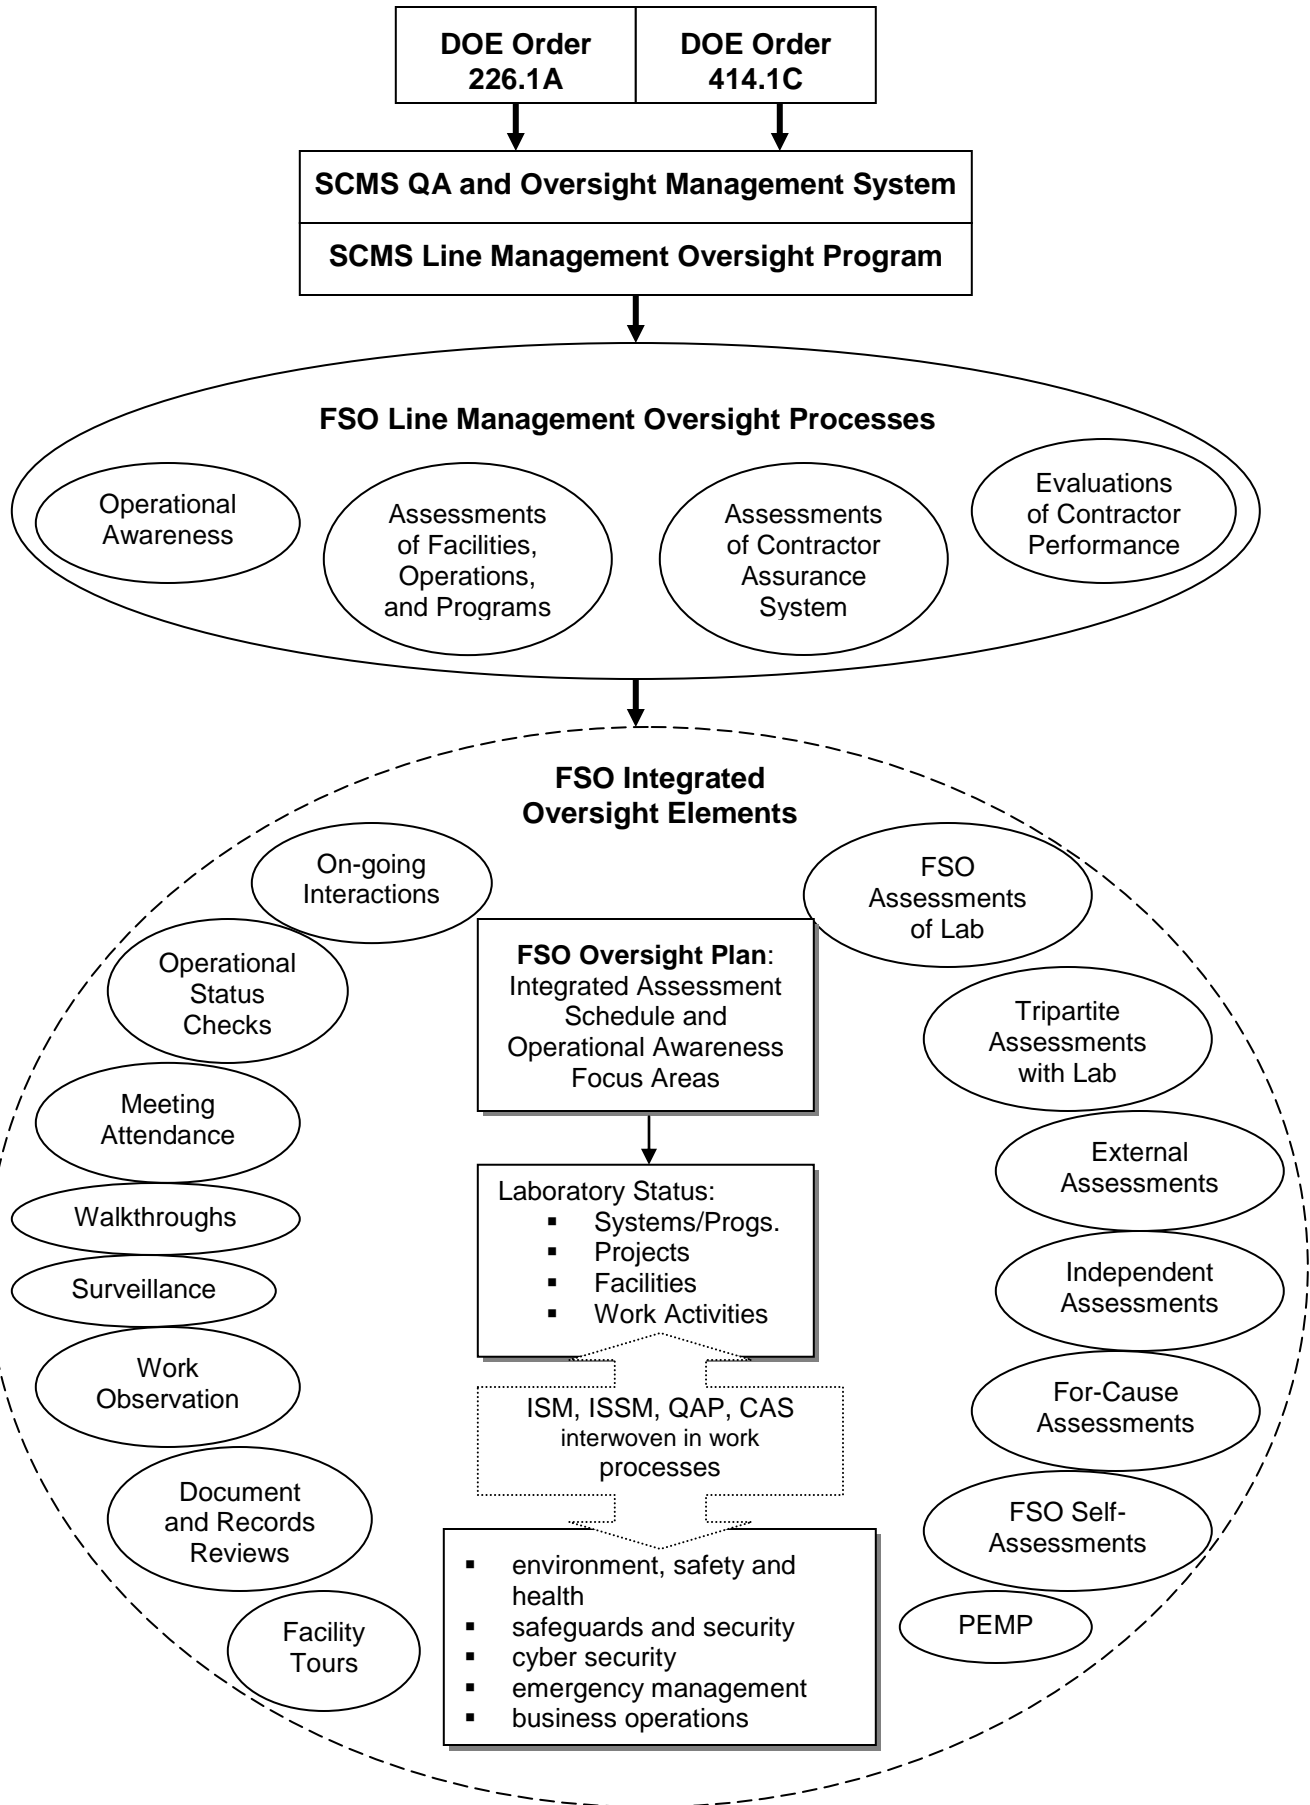 DOE Order
226.1A
DOE Order
414.1C
SCMS QA and Oversight Management System
SCMS Line Management Oversight Program
FSO Line Management Oversight Processes
Operational
Awareness
Assessments
of Facilities,
Operations,
and Programs
Assessments
of Contractor
Assurance
System
Evaluations
of Contractor
Performance
FSO Integrated
Oversight Elements
On-going
Interactions
Operational
Status
Checks
Meeting
Attendance
Walkthroughs
Surveillance
Work
Observation
Document
and Records
Reviews
Facility
Tours
FSO Oversight Plan:
Integrated Assessment
Schedule and
Operational Awareness
Focus Areas
Laboratory Status:
▪ Systems/Progs.
▪ Projects
▪ Facilities
▪ Work Activities
ISM, ISSM, QAP, CAS
interwoven in work
processes
▪ environment, safety and
health
▪ safeguards and security
▪ cyber security
▪ emergency management
▪ business operations
FSO
Assessments
of Lab
Tripartite
Assessments
with Lab
External
Assessments
Independent
Assessments
For-Cause
Assessments
FSO Self-
Assessments
PEMP